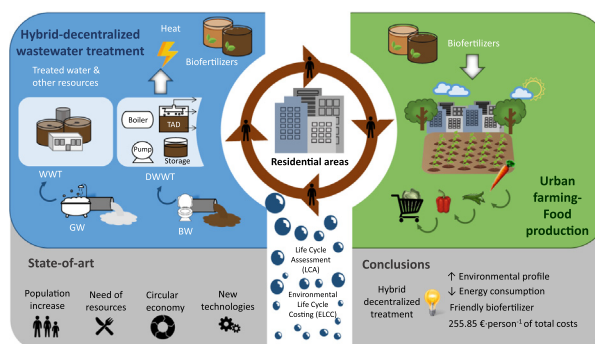 Hybrid-decentralized
wastewater treatment
Heat
Biofertilizers
Treated water &
other resources
WWT
Boiler
TAD
Pump
Storage
DWWT
GW
BW
Residential areas
Biofertilizers
Urban
farming-
Food
production
State-of-art
Population
increase
Need of
resources
Circular
economy
New
technologies
Life Cycle
Assessment
(LCA)
Environmental
Life Cycle
Costing (ELCC)
Conclusions
Hybrid
decentralized
treatment
↑ Environmental profile
↓ Energy consumption
Friendly biofertilizer
255.85 €·person⁻¹ of total costs